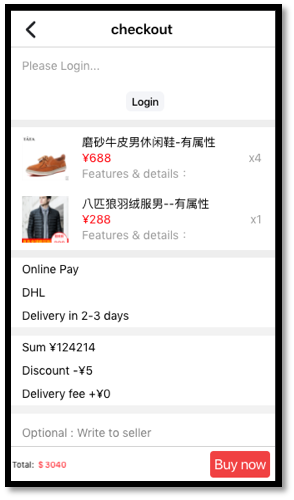 checkout
Please Login...
Login
磨砂牛皮男休闲鞋-有属性
¥688 x4
Features & details：
八匹狼羽绒服男--有属性
¥288 x1
Features & details：
Online Pay
DHL
Delivery in 2-3 days
Sum ¥124214
Discount -¥5
Delivery fee +¥0
Optional : Write to seller
Total: $ 3040 Buy now